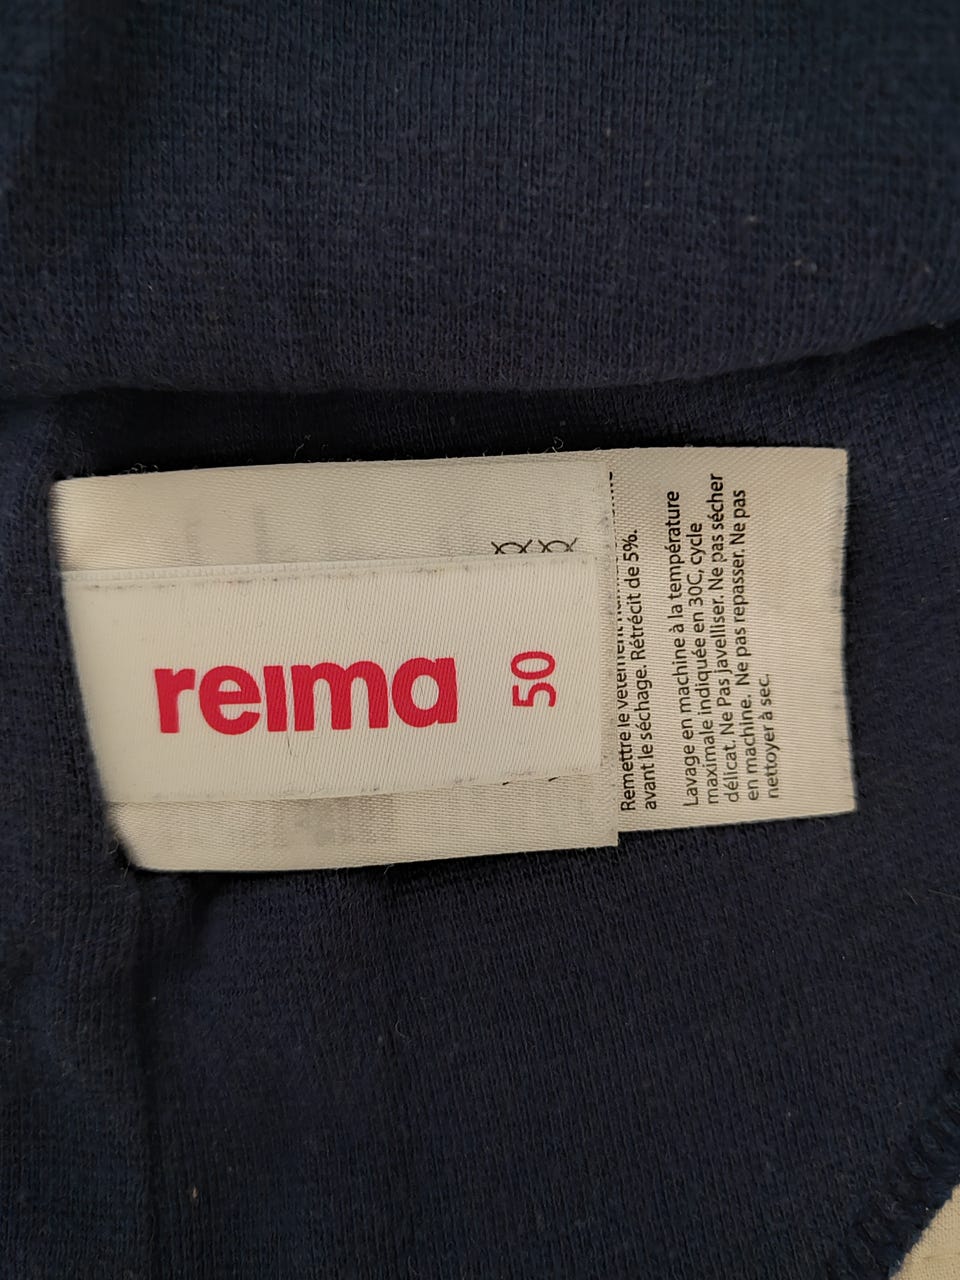 reima
50
Remettre le vêtement
avant le séchage. Rétrécit de 5%.
Lavage en machine à la température
maximale indiquée en 30C, cycle
délicat. Ne Pas Javelliser. Ne pas sécher
en machine. Ne pas repasser. Ne pas
nettoyer à sec.